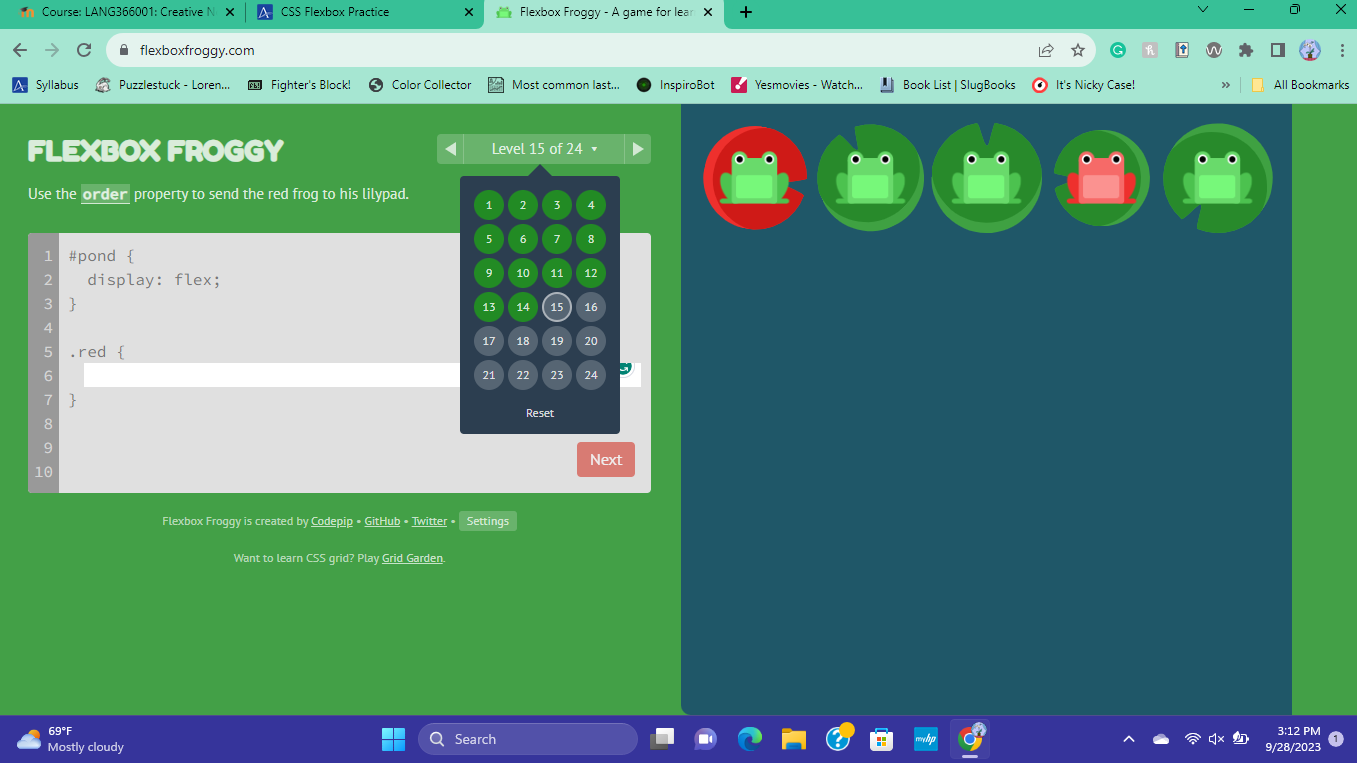 Course: LANG366001: Creative N
CSS Flexbox Practice
Flexbox Froggy - A game for lear
flexboxfroggy.com
Syllabus
Puzzlestuck - Loren...
Fighter's Block!
Color Collector
Most common last...
InspiroBot
Yesmovies - Watch...
Book List | SlugBooks
It's Nicky Case!
»
All Bookmarks
FLEXBOX FROGGY
Level 15 of 24
Use the order property to send the red frog to his lilypad.
1 2 3 4
5 6 7 8
9 10 11 12
13 14 15 16
17 18 19 20
21 22 23 24
Reset
1 #pond {
2 display: flex;
3 }
4
5 .red {
6
7 }
8
9
10
Next
Flexbox Froggy is created by Codepip • GitHub • Twitter • Settings
Want to learn CSS grid? Play Grid Garden.
69°F
Mostly cloudy
Search
myhp
3:12 PM
9/28/2023
1